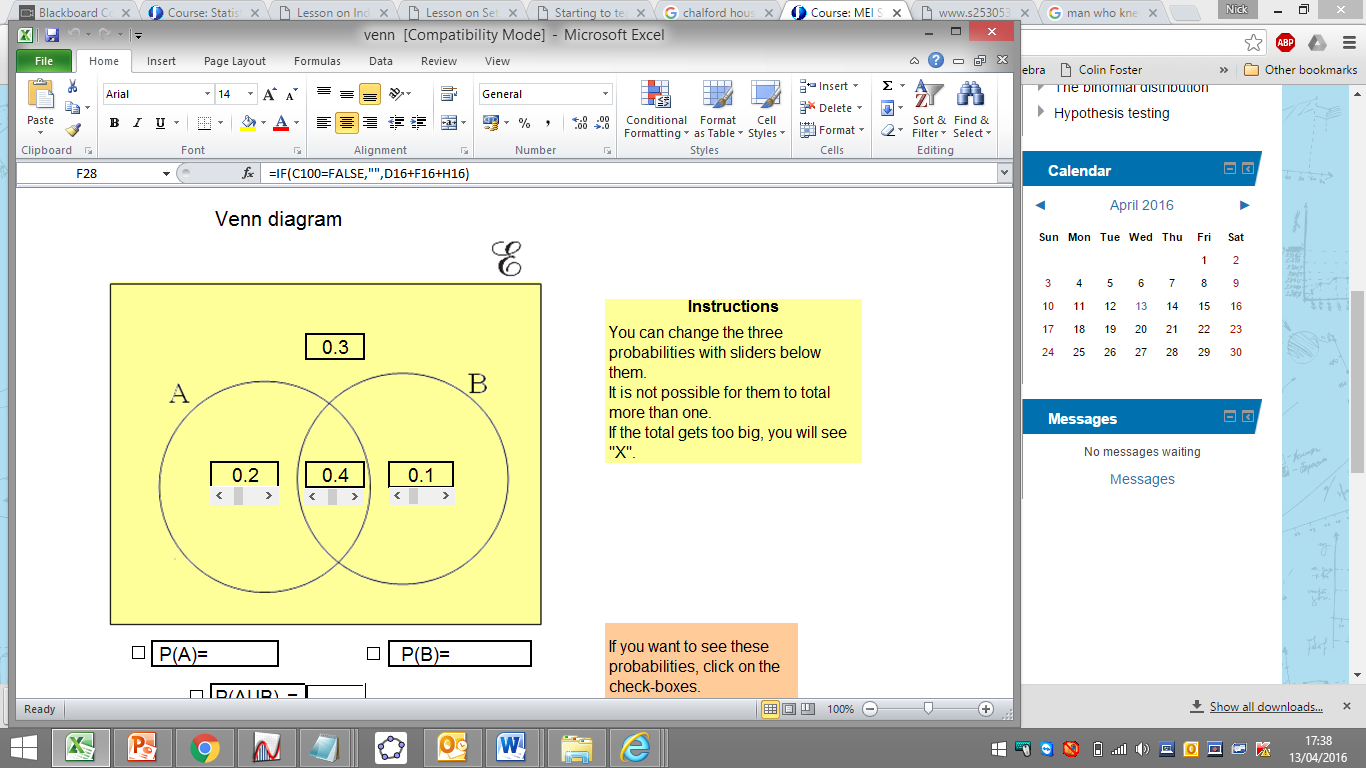 Blackboard Co
Course: Statist
Lesson on Ind
Lesson on Set
Starting to tea
chalford hous
Course: MEI S
www.s253053
man who kne
Nick
venn [Compatibility Mode] - Microsoft Excel
File
Home
Insert
Page Layout
Formulas
Data
Review
View
Paste
Arial
14
B I U
General
Conditional Formatting
Format as Table
Cell Styles
Insert
Delete
Format
Sort & Filter
Find & Select
Clipboard
Font
Alignment
Number
Styles
Cells
Editing
F28
fx
=IF(C100=FALSE,"",D16+F16+H16)
Venn diagram
ℰ
0.3
A
B
0.2
0.4
0.1
Instructions
You can change the three
probabilities with sliders below
them.
It is not possible for them to total
more than one.
If the total gets too big, you will see
"X".
P(A)=
P(B)=
P(AUB) =
If you want to see these
probabilities, click on the
check-boxes.
Ready
100%
ABP
ebra
Colin Foster
»
Other bookmarks
The binomial distribution
Hypothesis testing
Calendar
April 2016
Sun Mon Tue Wed Thu Fri Sat
1 2
3 4 5 6 7 8 9
10 11 12 13 14 15 16
17 18 19 20 21 22 23
24 25 26 27 28 29 30
Messages
No messages waiting
Messages
Show all downloads...
17:38
13/04/2016